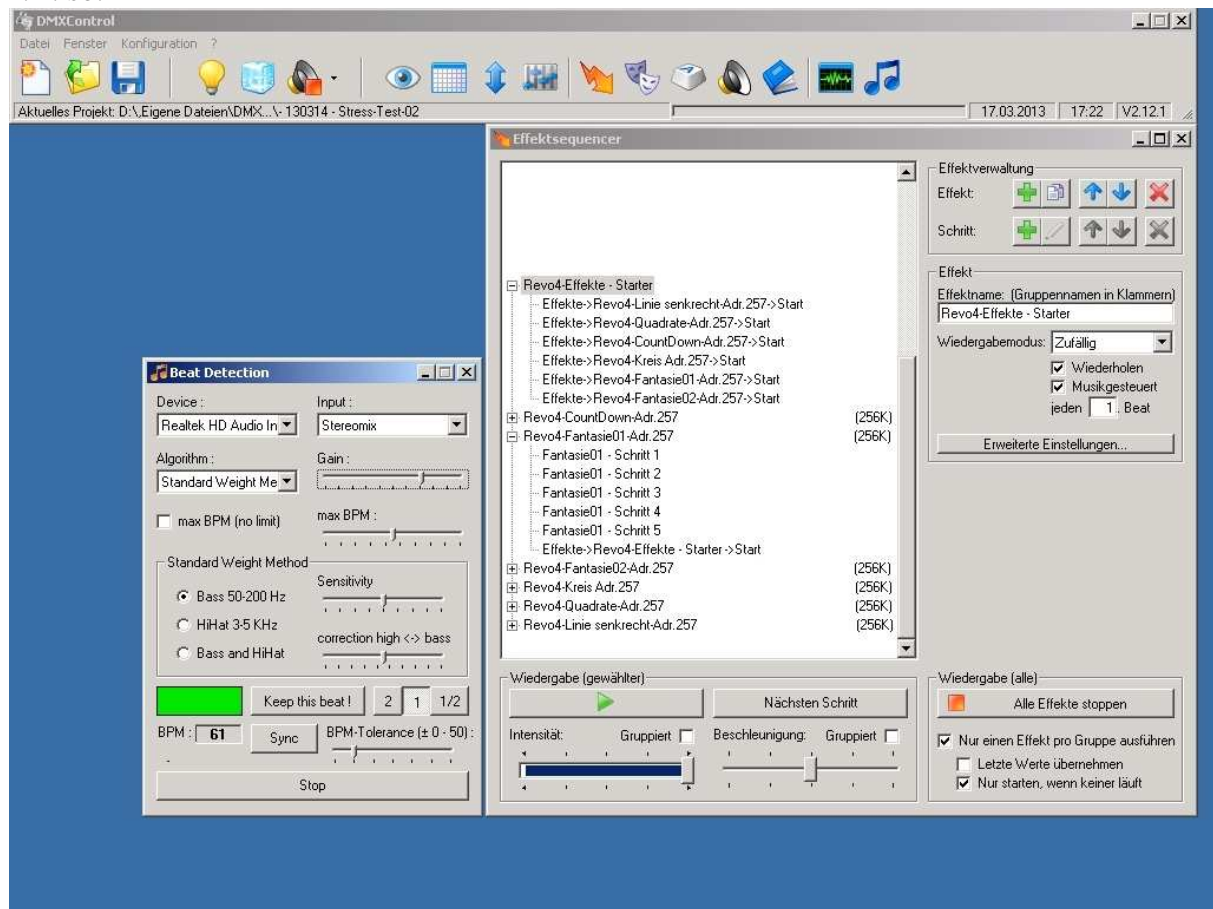 DMXControl
Datei Fenster Konfiguration ?
Aktuelles Projekt: D:\,Eigene Dateien\DMX...\- 130314 - Stress-Test-02 17.03.2013 17:22 V2.12.1
Effektsequencer
Revo4-Effekte - Starter
Effekte->Revo4-Linie senkrecht-Adr.257->Start
Effekte->Revo4-Quadrate-Adr.257->Start
Effekte->Revo4-CountDown-Adr.257->Start
Effekte->Revo4-Kreis Adr.257->Start
Effekte->Revo4-Fantasie01-Adr.257->Start
Effekte->Revo4-Fantasie02-Adr.257->Start
Revo4-CountDown-Adr.257 (256K)
Revo4-Fantasie01-Adr.257 (256K)
Fantasie01 - Schritt 1
Fantasie01 - Schritt 2
Fantasie01 - Schritt 3
Fantasie01 - Schritt 4
Fantasie01 - Schritt 5
Effekte->Revo4-Effekte - Starter->Start
Revo4-Fantasie02-Adr.257 (256K)
Revo4-Kreis Adr.257 (256K)
Revo4-Quadrate-Adr.257 (256K)
Revo4-Linie senkrecht-Adr.257 (256K)
Effektverwaltung
Effekt:
Schritt:
Effekt
Effektname: (Gruppennamen in Klammern)
Revo4-Effekte - Starter
Wiedergabemodus: Zufällig
Wiederholen
Musikgesteuert
jeden 1. Beat
Erweiterte Einstellungen...
Wiedergabe (gewählter)
Nächsten Schritt
Intensität: Gruppiert Beschleunigung: Gruppiert
Wiedergabe (alle)
Alle Effekte stoppen
Nur einen Effekt pro Gruppe ausführen
Letzte Werte übernehmen
Nur starten, wenn keiner läuft
Beat Detection
Device : Input :
Realtek HD Audio In Stereomix
Algorithm : Gain :
Standard Weight Me
max BPM (no limit) max BPM :
Standard Weight Method
Sensitivity
Bass 50-200 Hz
HiHat 3-5 KHz
correction high <-> bass
Bass and HiHat
Keep this beat ! 2 1 1/2
BPM : 61 Sync BPM-Tolerance (± 0 - 50) :
-
Stop